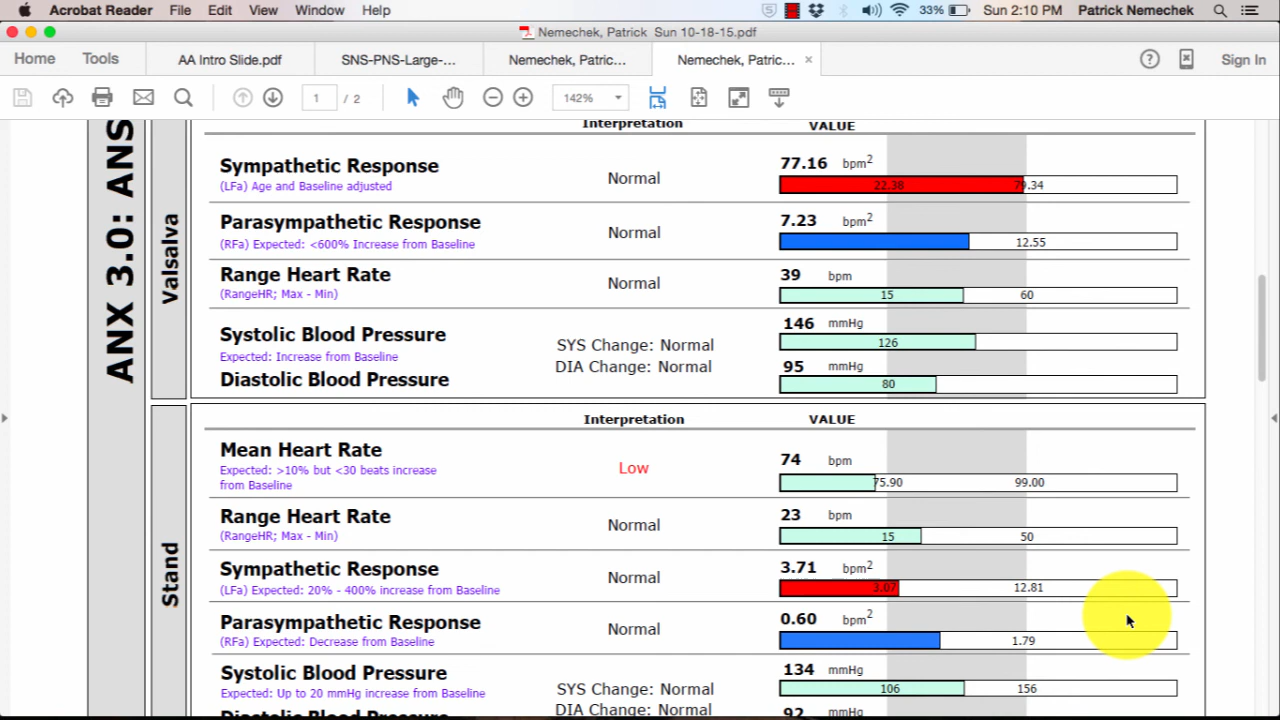 Acrobat Reader File Edit View Window Help 33% Sun 2:10 PM Patrick Nemechek
Nemechek, Patrick Sun 10-18-15.pdf
Home Tools AA Intro Slide.pdf SNS-PNS-Large-... Nemechek, Patric... Nemechek, Patric... × ? Sign In
1 / 2 142%
ANX 3.0: ANS
Valsalva
Interpretation VALUE
Sympathetic Response 77.16 bpm2
(LFa) Age and Baseline adjusted Normal 22.38 79.34
Parasympathetic Response 7.23 bpm2
(RFa) Expected: <600% Increase from Baseline Normal 12.55
Range Heart Rate 39 bpm
(RangeHR; Max - Min) Normal 15 60
Systolic Blood Pressure 146 mmHg
Expected: Increase from Baseline SYS Change: Normal 126
Diastolic Blood Pressure DIA Change: Normal 95 mmHg
80
Stand
Interpretation VALUE
Mean Heart Rate 74 bpm
Expected: >10% but <30 beats increase Low
from Baseline 75.90 99.00
Range Heart Rate 23 bpm
(RangeHR; Max - Min) Normal 15 50
Sympathetic Response 3.71 bpm2
(LFa) Expected: 20% - 400% increase from Baseline Normal 3.07 12.81
Parasympathetic Response 0.60 bpm2
(RFa) Expected: Decrease from Baseline Normal 1.79
Systolic Blood Pressure 134 mmHg
Expected: Up to 20 mmHg increase from Baseline SYS Change: Normal 106 156
Diastolic Blood Pressure DIA Change: Normal 92 mmHg